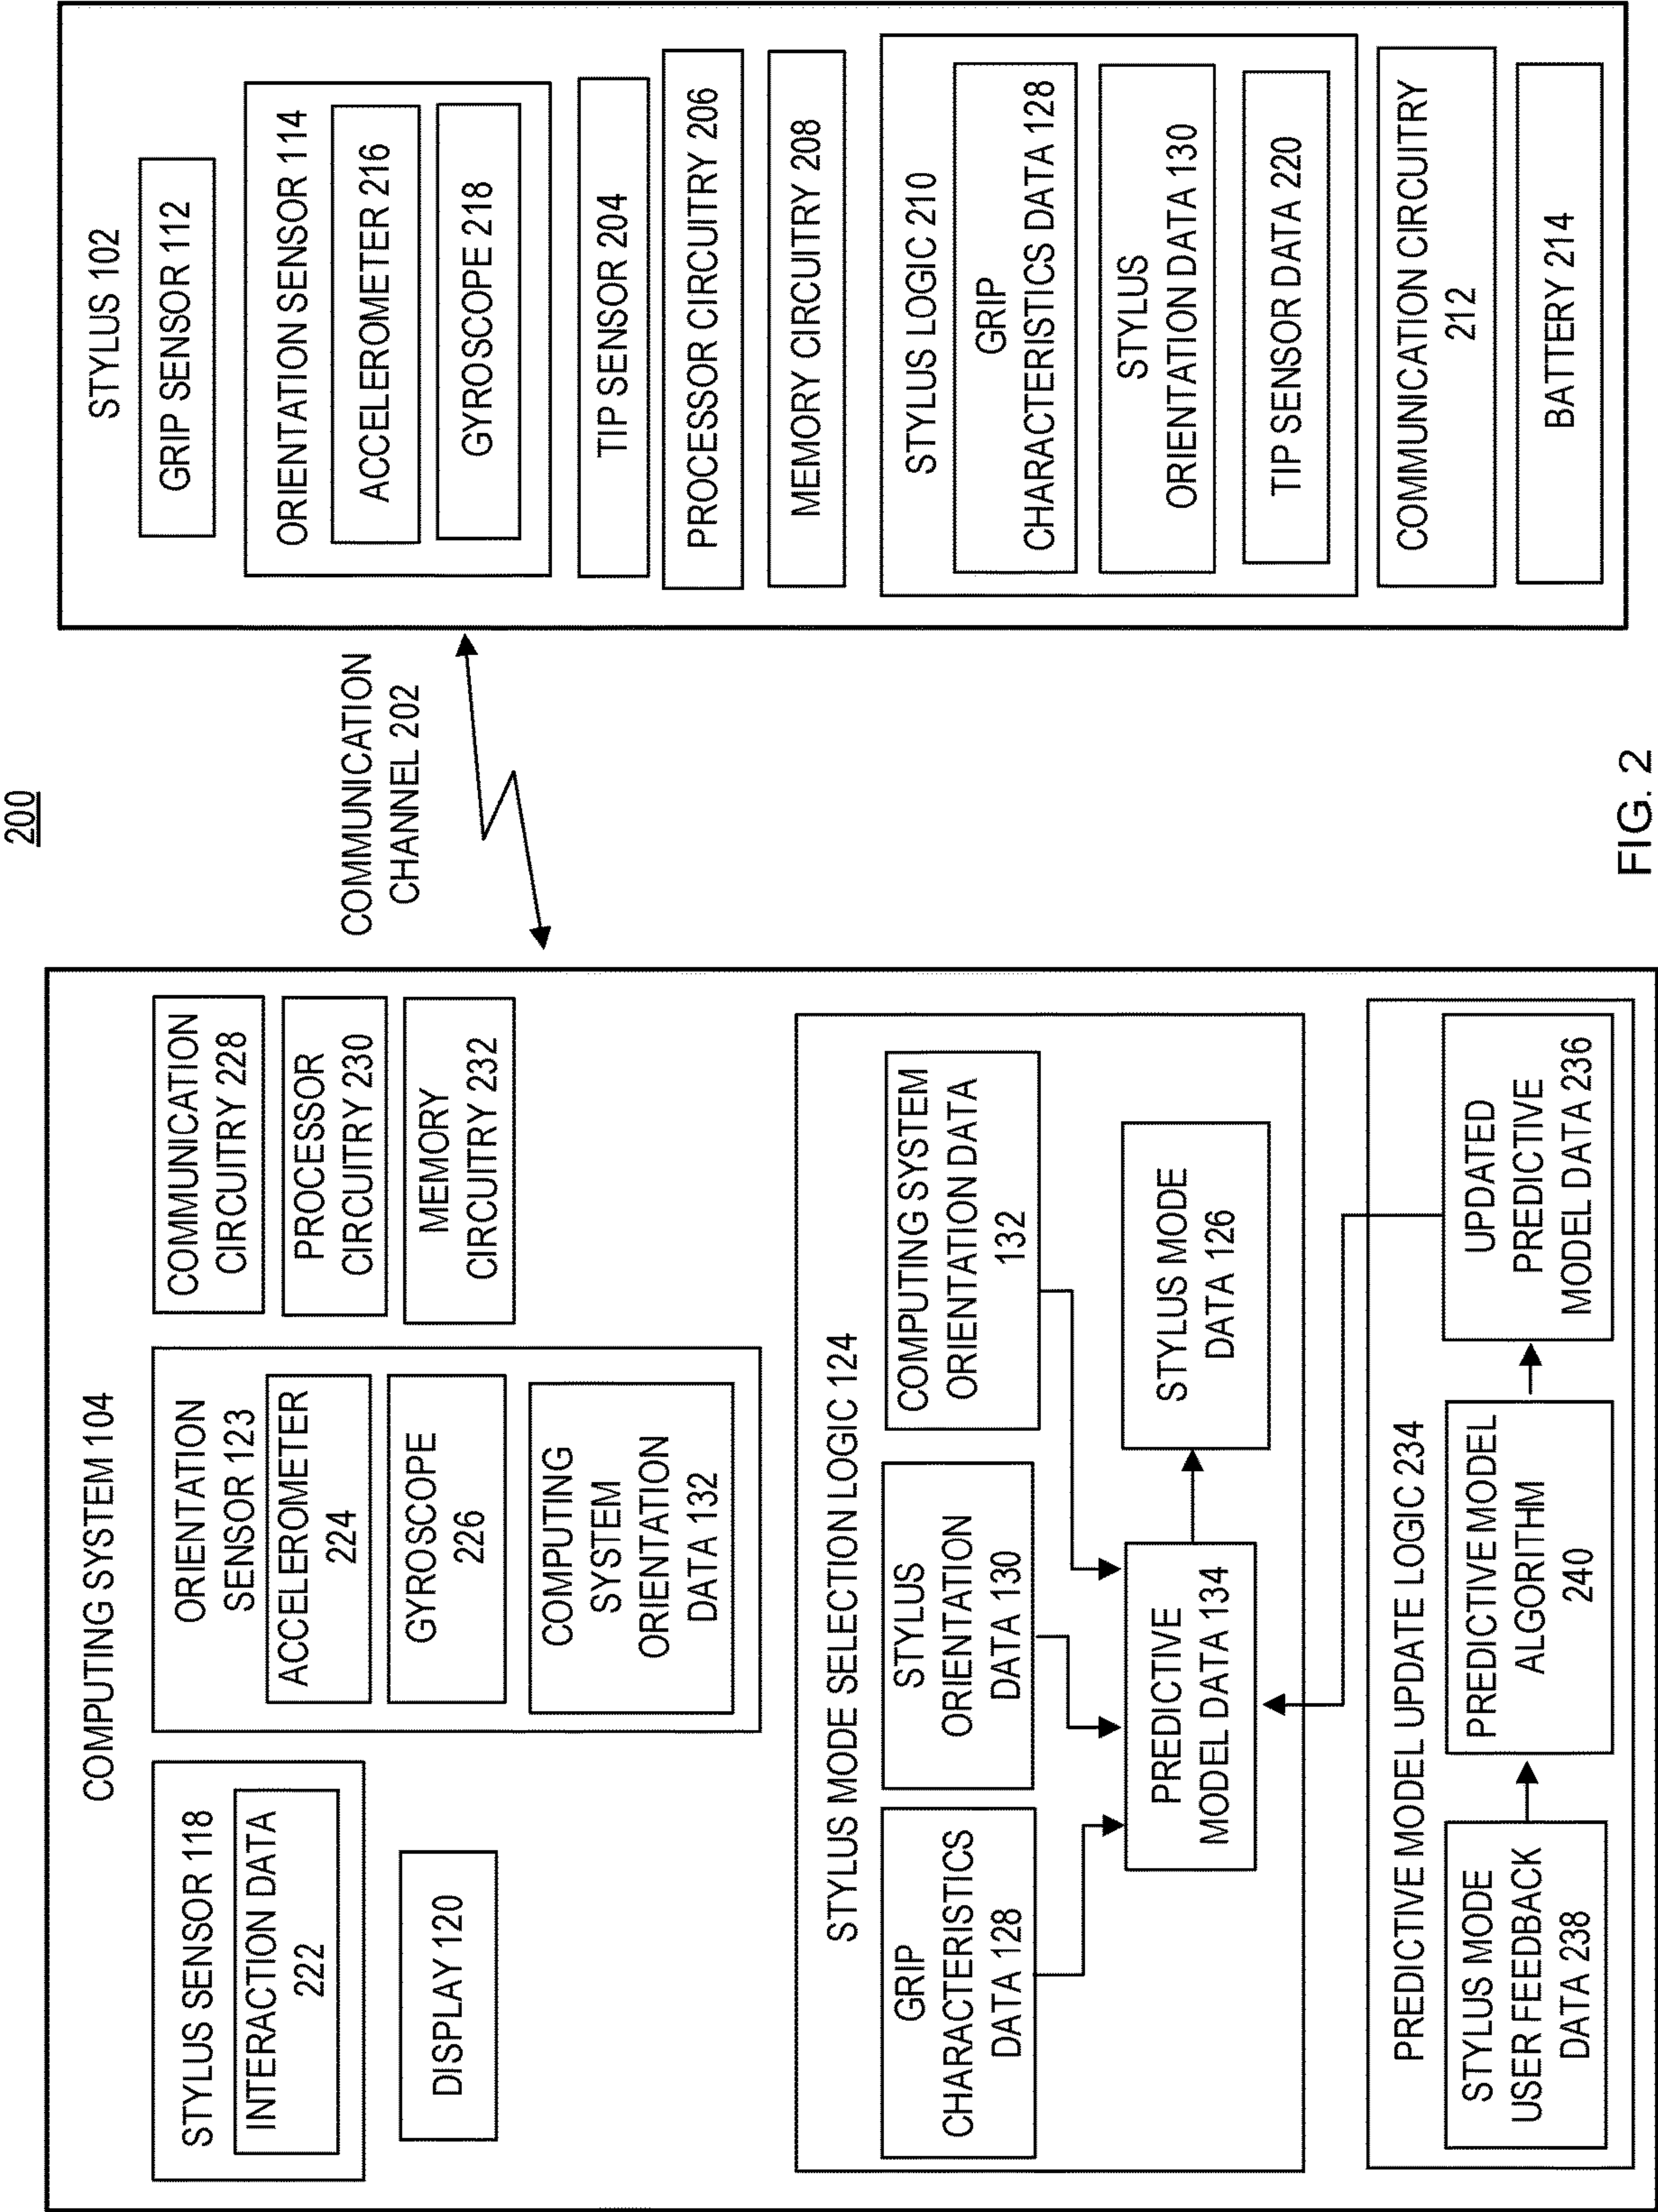 200
COMPUTING SYSTEM 104
STYLUS SENSOR 118
INTERACTION DATA
222
DISPLAY 120
ORIENTATION
SENSOR 123
ACCELEROMETER
224
GYROSCOPE
226
COMPUTING
SYSTEM
ORIENTATION
DATA 132
COMMUNICATION
CIRCUITRY 228
PROCESSOR
CIRCUITRY 230
MEMORY
CIRCUITRY 232
STYLUS MODE SELECTION LOGIC 124
GRIP
CHARACTERISTICS
DATA 128
STYLUS
ORIENTATION
DATA 130
COMPUTING SYSTEM
ORIENTATION DATA
132
PREDICTIVE
MODEL DATA 134
STYLUS MODE
DATA 126
PREDICTIVE MODEL UPDATE LOGIC 234
STYLUS MODE
USER FEEDBACK
DATA 238
PREDICTIVE MODEL
ALGORITHM
240
UPDATED
PREDICTIVE
MODEL DATA 236
COMMUNICATION
CHANNEL 202
STYLUS 102
GRIP SENSOR 112
ORIENTATION SENSOR 114
ACCELEROMETER 216
GYROSCOPE 218
TIP SENSOR 204
PROCESSOR CIRCUITRY 206
MEMORY CIRCUITRY 208
STYLUS LOGIC 210
GRIP
CHARACTERISTICS DATA 128
STYLUS
ORIENTATION DATA 130
TIP SENSOR DATA 220
COMMUNICATION CIRCUITRY
212
BATTERY 214
FIG. 2